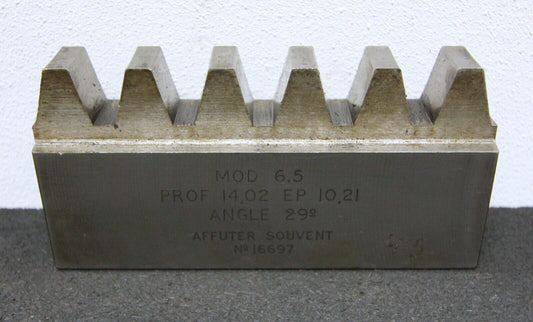 MOD 6,5
PROF 14,02 EP 10,21
ANGLE 29º
AFFUTER SOUVENT
Nº 16697